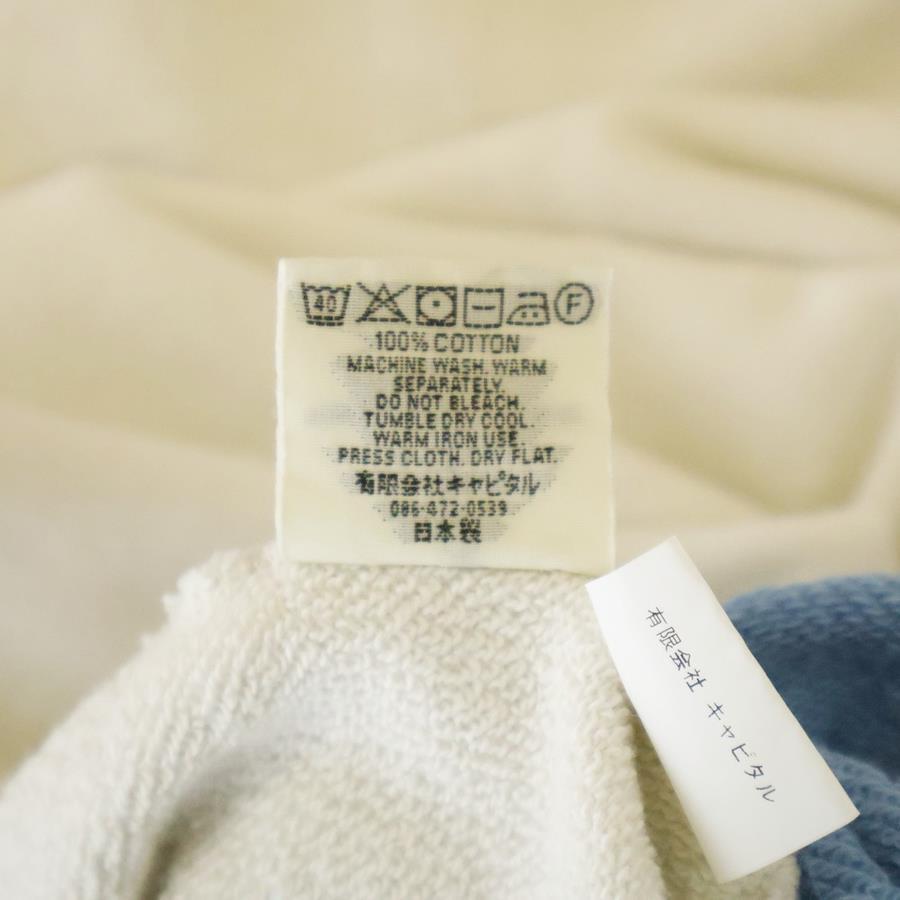 40 F
100% COTTON
MACHINE WASH. WARM
SEPARATELY.
DO NOT BLEACH.
TUMBLE DRY COOL.
WARM IRON USE.
PRESS CLOTH. DRY FLAT.
有限会社キャピタル
086-472-0539
日本製
有限会社 キャピタル